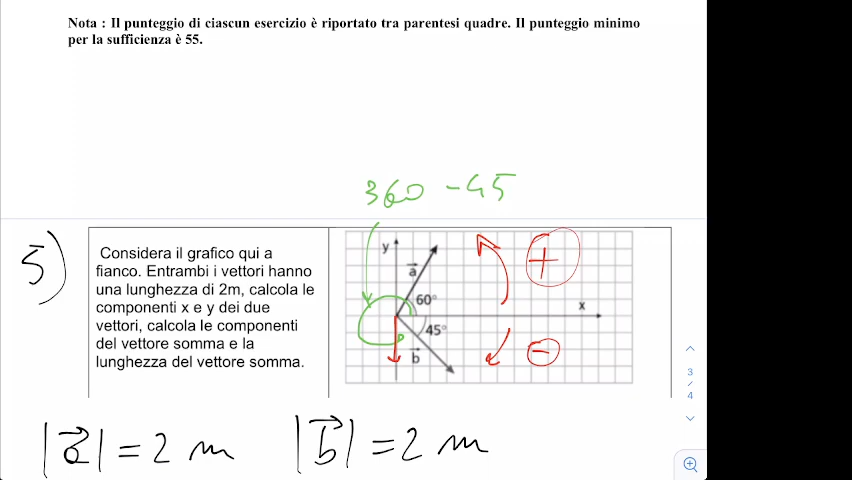 Nota : Il punteggio di ciascun esercizio è riportato tra parentesi quadre. Il punteggio minimo
per la sufficienza è 55.
360 - 45
5)
Considera il grafico qui a
fianco. Entrambi i vettori hanno
una lunghezza di 2m, calcola le
componenti x e y dei due
vettori, calcola le componenti
del vettore somma e la
lunghezza del vettore somma.
y
a
60°
x
45°
b
+
-
3
/
4
|a| = 2 m |b| = 2 m